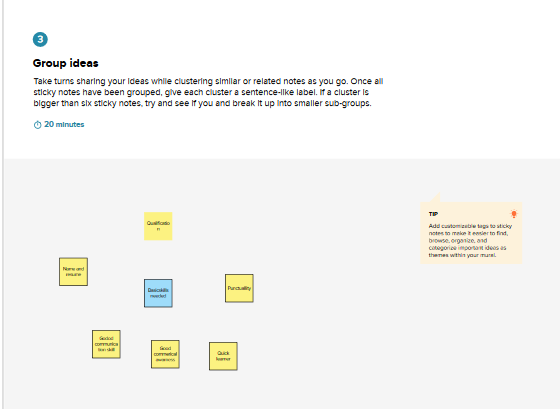 3
Group ideas
Take turns sharing your ideas while clustering similar or related notes as you go. Once all
sticky notes have been grouped, give each cluster a sentence-like label. If a cluster is
bigger than six sticky notes, try and see if you and break it up into smaller sub-groups.
20 minutes
TIP
Add customizable tags to sticky
notes to make it easier to find,
browse, organize, and
categorize important ideas as
themes within your mural.
Qualificatio
n
Name and
resume
Basicskills
needed
Punctuality
Godod
communica
tion skill
Good
commerical
awarness
Quick
learner